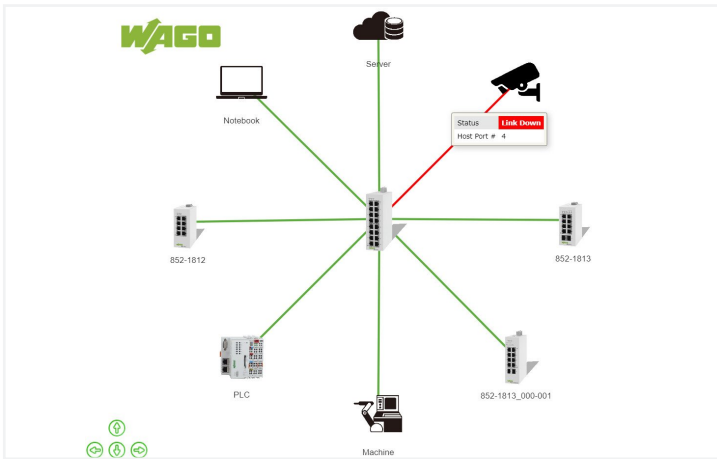 WAGO
Server
Notebook
Status Link Down
Host Port # 4
852-1812
852-1813
PLC
852-1813_000-001
Machine